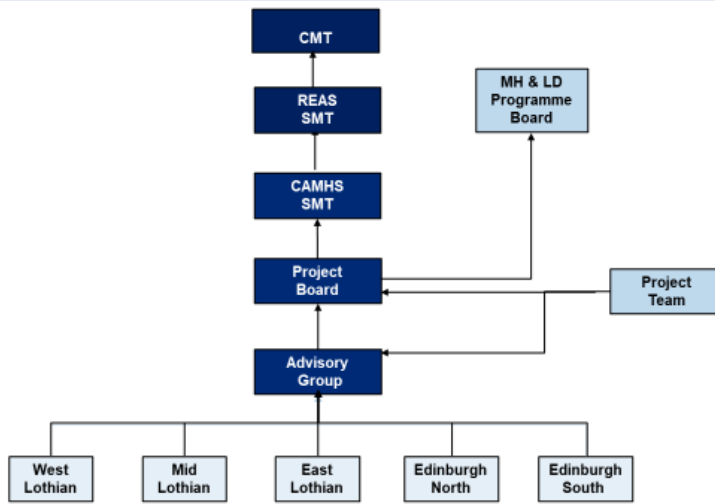 CMT
REAS
SMT
MH & LD
Programme
Board
CAMHS
SMT
Project
Board
Project
Team
Advisory
Group
West
Lothian
Mid
Lothian
East
Lothian
Edinburgh
North
Edinburgh
South